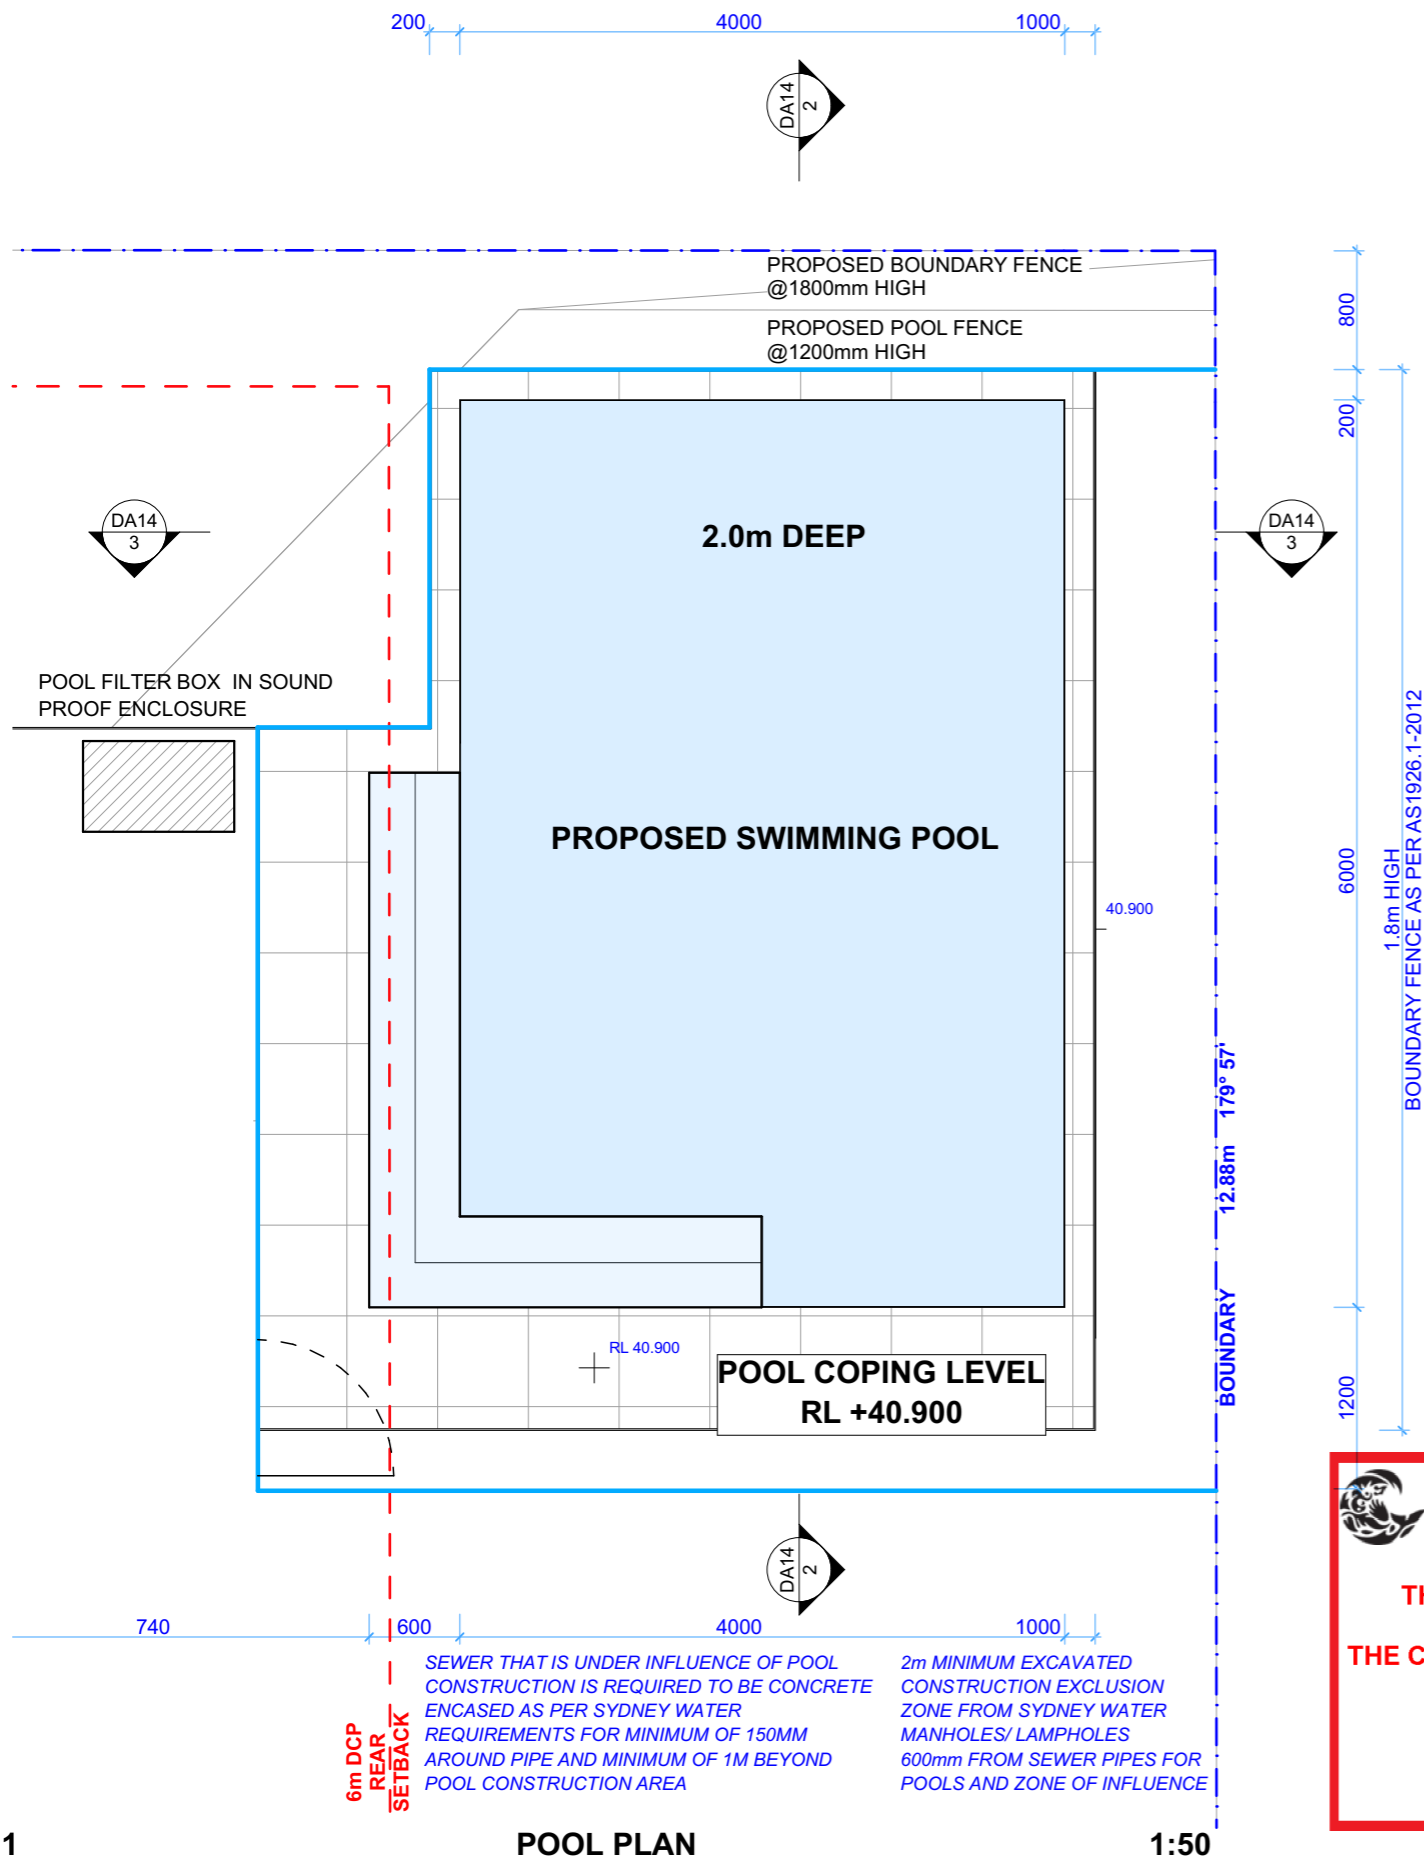 200 4000 1000
DA14
2
PROPOSED BOUNDARY FENCE
@1800mm HIGH
PROPOSED POOL FENCE
@1200mm HIGH
800
200
2.0m DEEP
DA14
3
DA14
3
POOL FILTER BOX IN SOUND
PROOF ENCLOSURE
PROPOSED SWIMMING POOL
6000
1.8m HIGH
BOUNDARY FENCE AS PER AS1926.1-2012
40.900
BOUNDARY 12.88m 179° 57'
RL 40.900
POOL COPING LEVEL
RL +40.900
1200
DA14
2
740 600 4000 1000
6m DCP
REAR
SETBACK
SEWER THAT IS UNDER INFLUENCE OF POOL
CONSTRUCTION IS REQUIRED TO BE CONCRETE
ENCASED AS PER SYDNEY WATER
REQUIREMENTS FOR MINIMUM OF 150MM
AROUND PIPE AND MINIMUM OF 1M BEYOND
POOL CONSTRUCTION AREA
2m MINIMUM EXCAVATED
CONSTRUCTION EXCLUSION
ZONE FROM SYDNEY WATER
MANHOLES/ LAMPHOLES
600mm FROM SEWER PIPES FOR
POOLS AND ZONE OF INFLUENCE
THE C
1 POOL PLAN 1:50